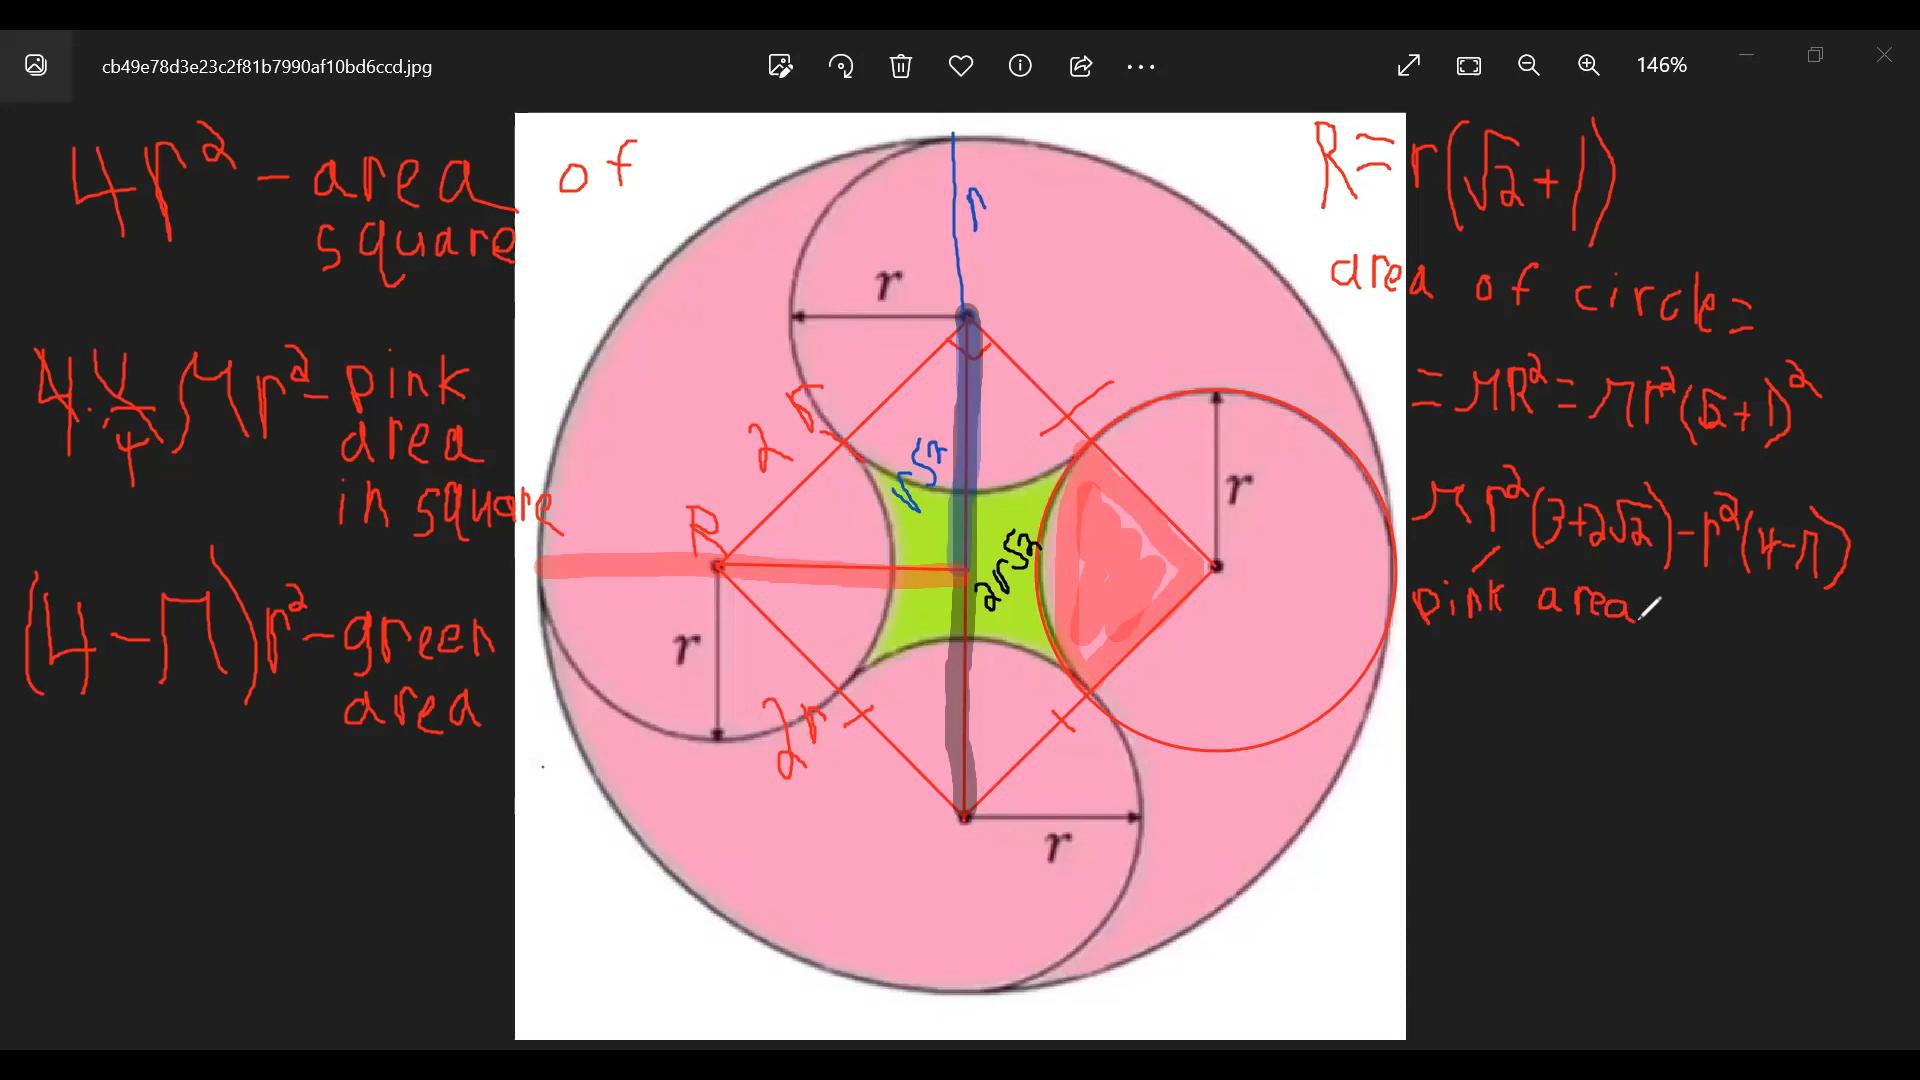 cb49e78d3e23c2f81b7990af10bd6ccd.jpg
146%
4r² - area of
square
4·¼πr² - pink
area
in square
(4-π)r² - green
area
R=r(√2+1)
area of circle=
=πR²=πr²(√2+1)²
πr²(3+2√2)-r²(4-π)
pink area
r
r
r
2r
r√2
r
R
2r√2
r
2r
r